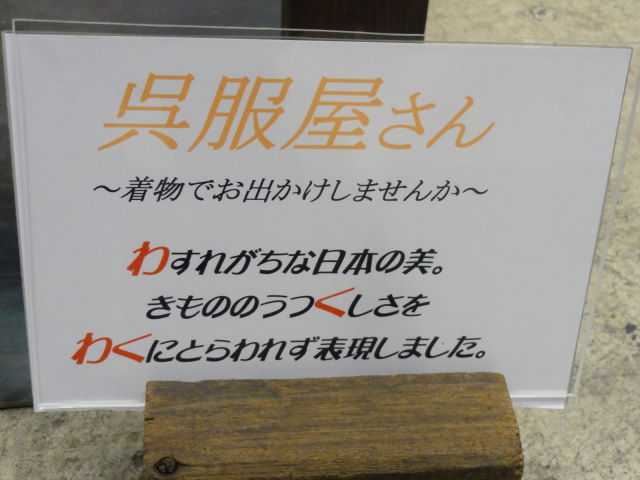 呉服屋さん
～着物でお出かけしませんか～
わすれがちな日本の美。
きもののうつくしさを
わくにとらわれず表現しました。